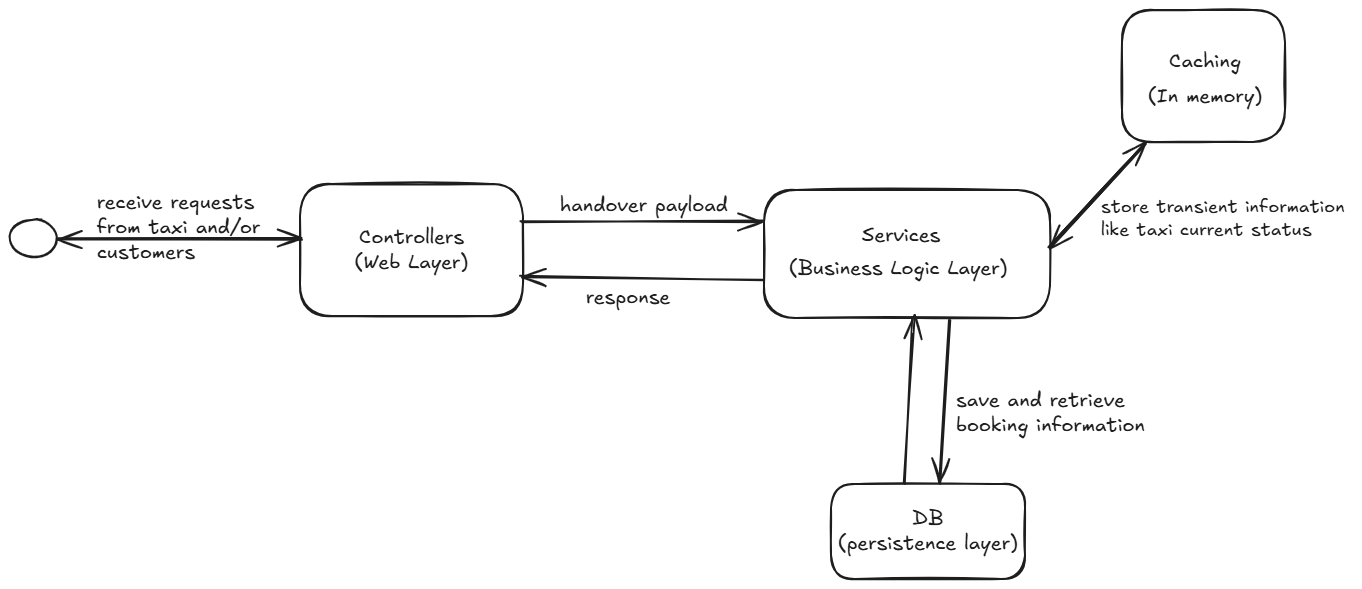 Caching
(In memory)
receive requests
from taxi and/or
customers
handover payload
Controllers
(Web Layer)
Services
(Business Logic Layer)
store transient information
like taxi current status
response
save and retrieve
booking information
DB
(persistence layer)